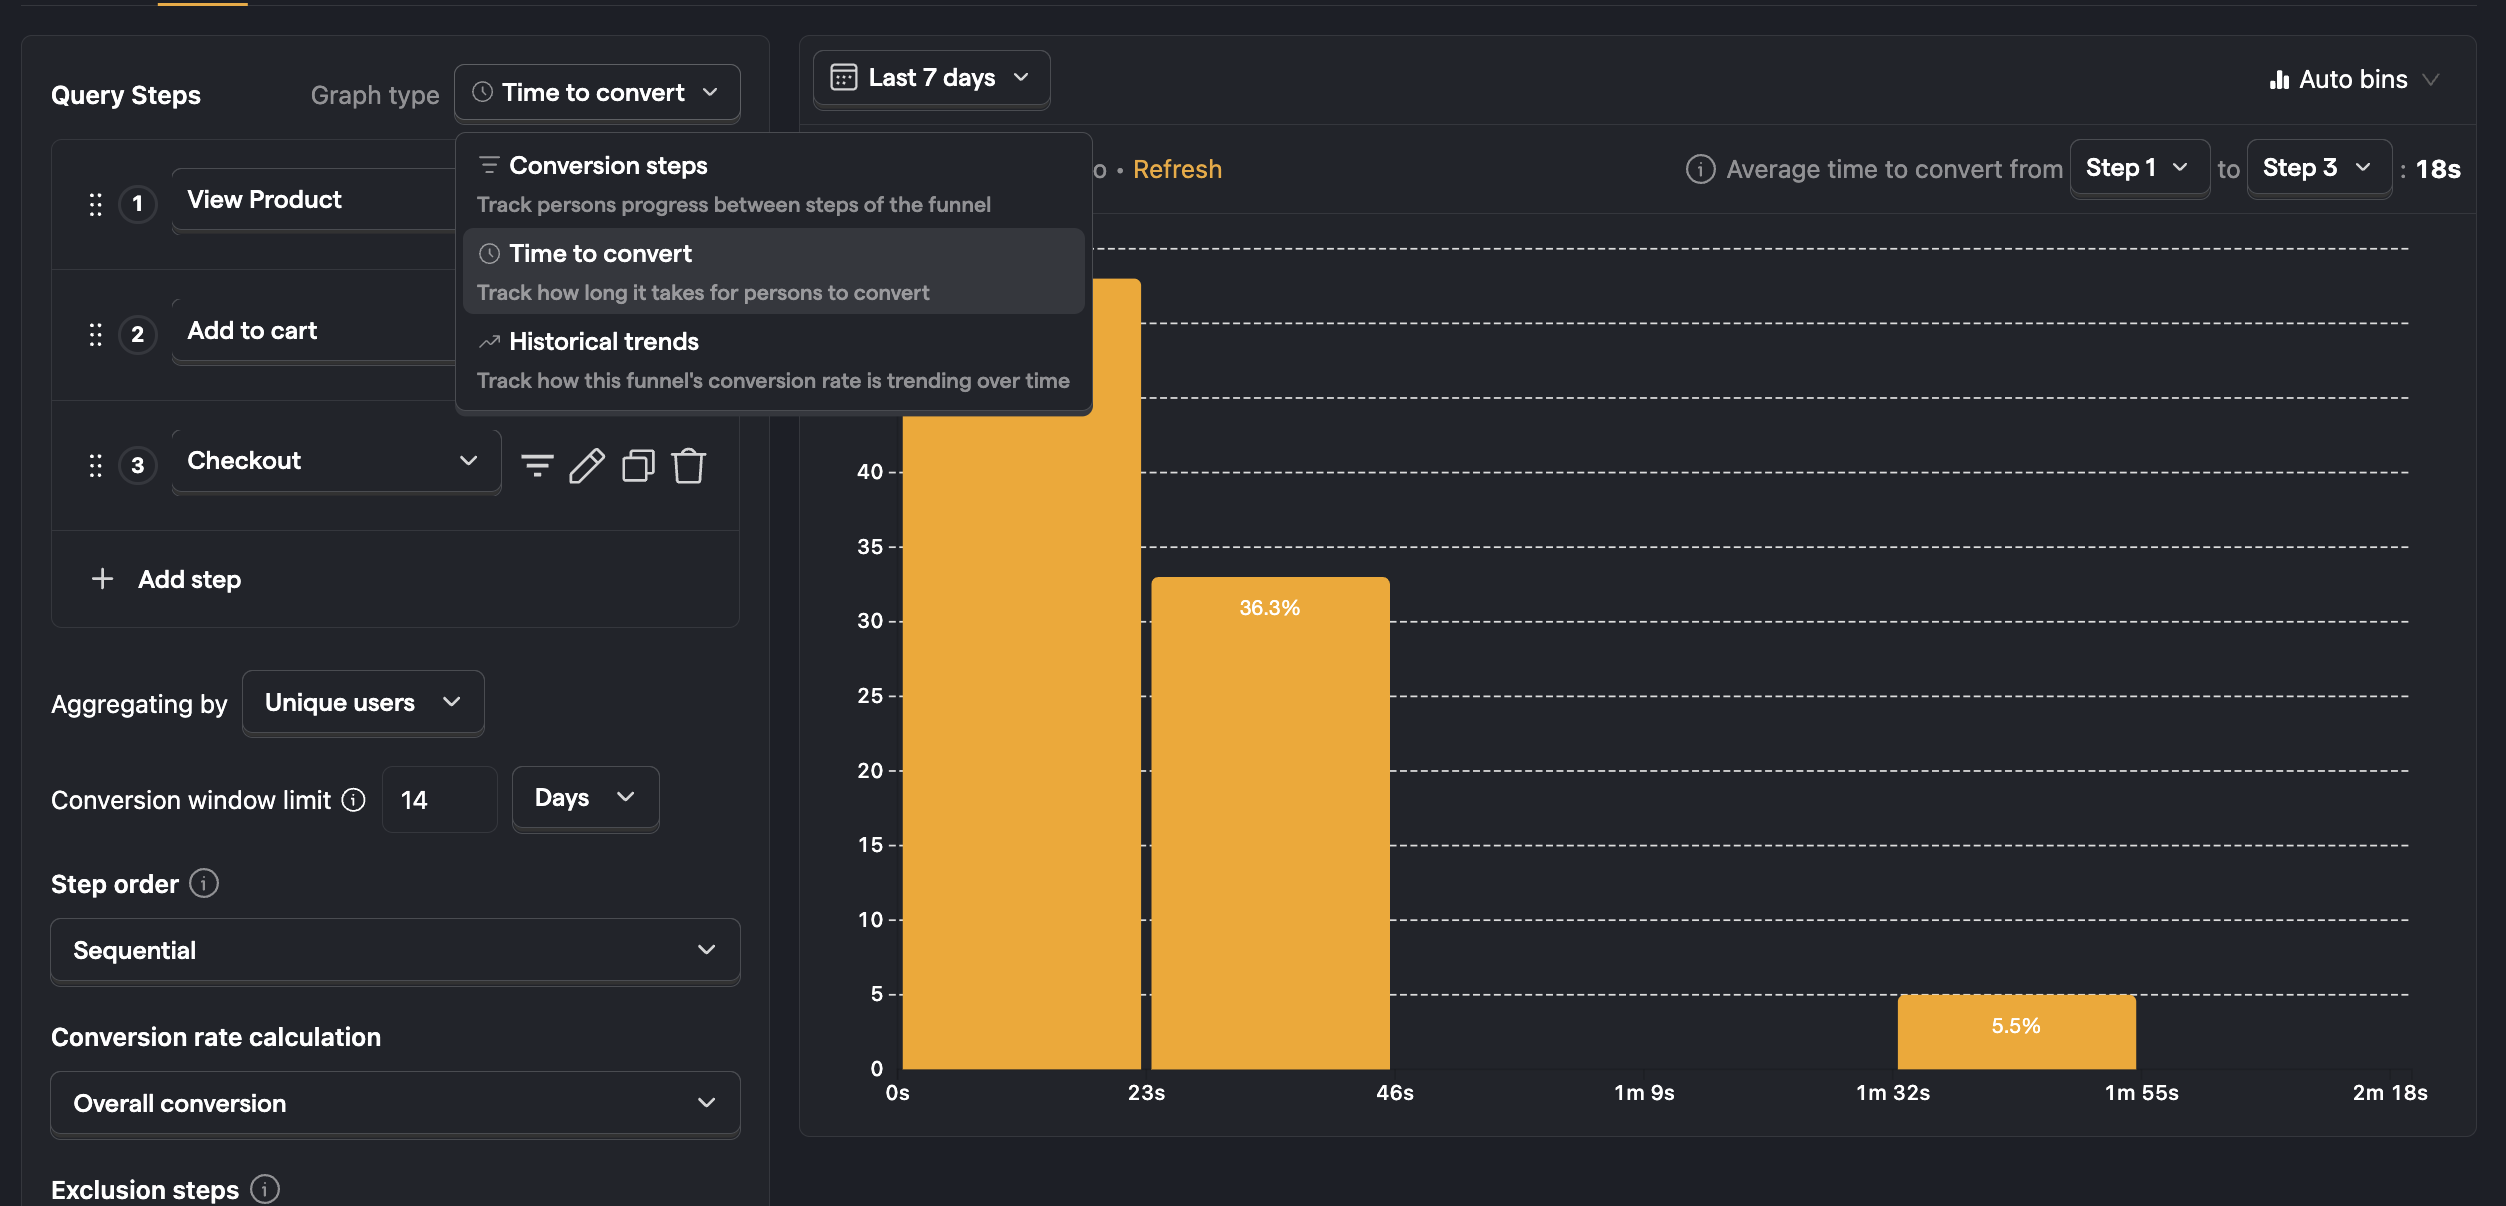 Query Steps
Graph type
Time to convert
Conversion steps
Track persons progress between steps of the funnel
Time to convert
Track how long it takes for persons to convert
Historical trends
Track how this funnel's conversion rate is trending over time
1
View Product
2
Add to cart
3
Checkout
Add step
Aggregating by
Unique users
Conversion window limit
14
Days
Step order
Sequential
Conversion rate calculation
Overall conversion
Exclusion steps
Last 7 days
Auto bins
o • Refresh
Average time to convert from Step 1 to Step 3 : 18s
40
35
30
25
20
15
10
5
0
36.3%
5.5%
0s
23s
46s
1m 9s
1m 32s
1m 55s
2m 18s